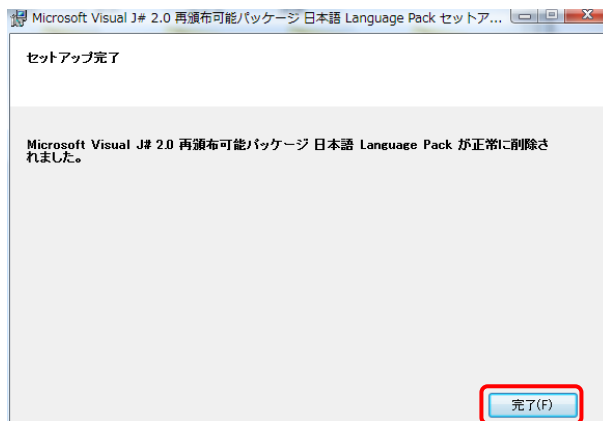 Microsoft Visual J# 2.0 再頒布可能パッケージ 日本語 Language Pack セットア...
セットアップ完了
Microsoft Visual J# 2.0 再頒布可能パッケージ 日本語 Language Pack が正常に削除さ
れました。
完了(F)